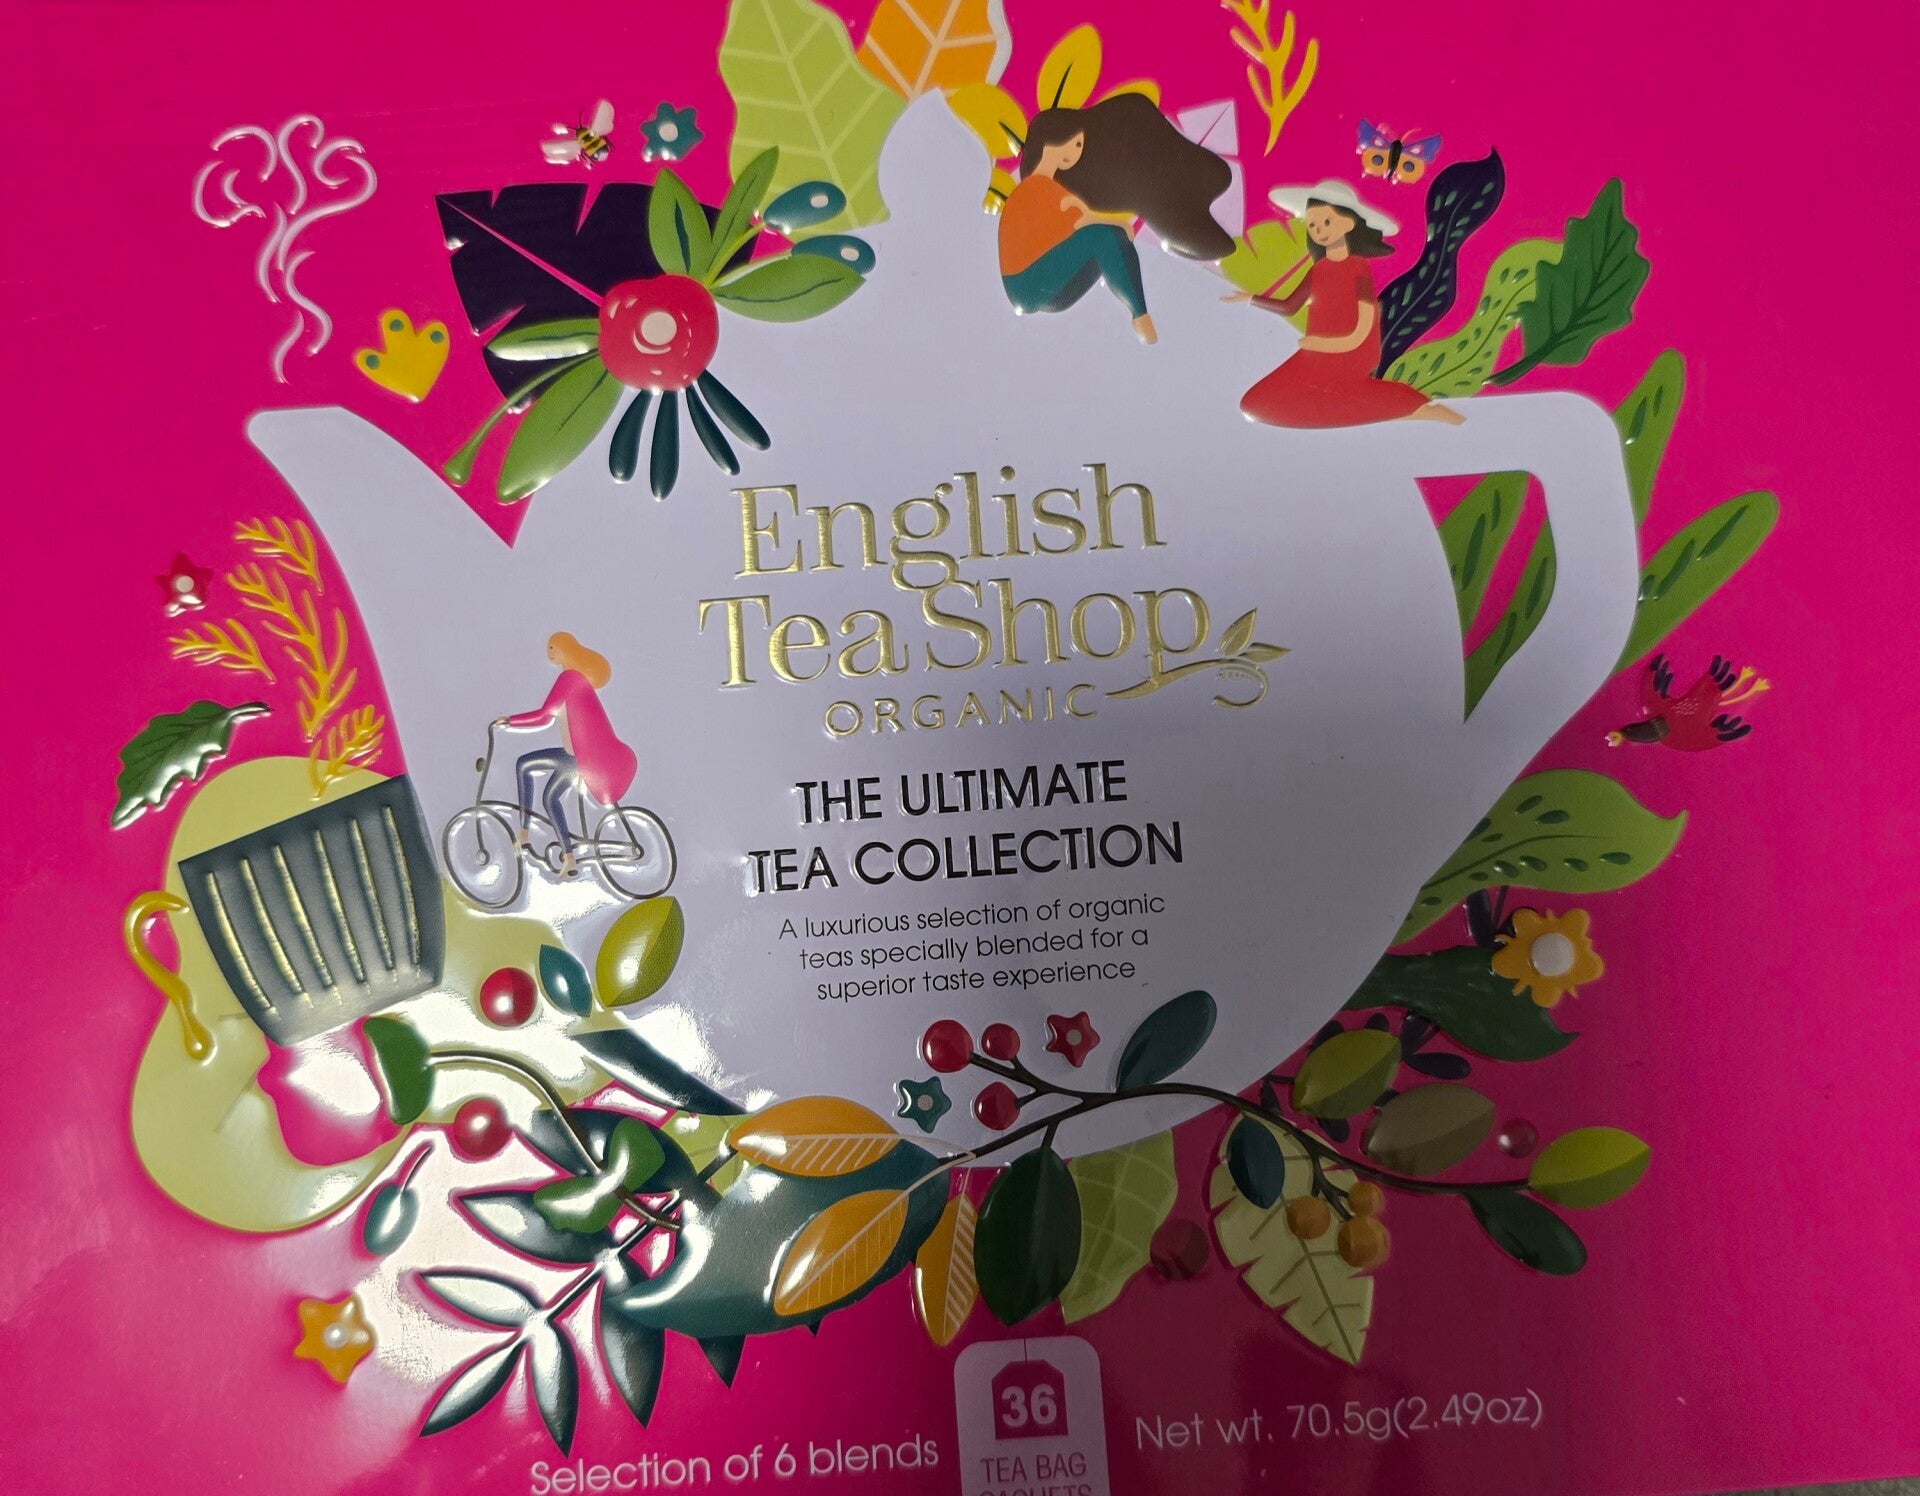 English
Tea Shop
ORGANIC
THE ULTIMATE
TEA COLLECTION
A luxurious selection of organic
teas specially blended for a
superior taste experience
Selection of 6 blends
36
TEA BAG
SACHETS
Net wt. 70.5g(2.49oz)